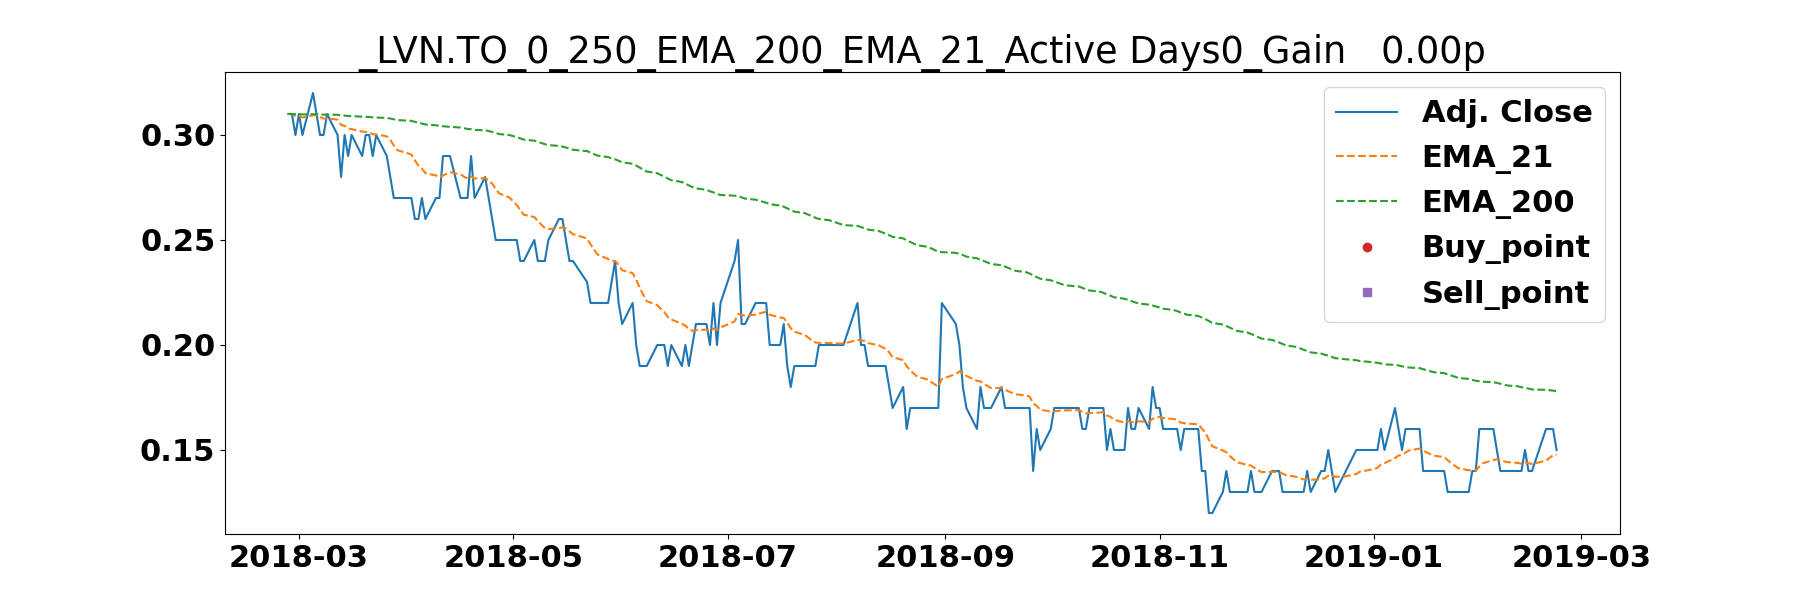 _LVN.TO_0_250_EMA_200_EMA_21_Active Days0_Gain   0.00p
0.30
0.25
0.20
0.15
Adj. Close
EMA_21
EMA_200
Buy_point
Sell_point
2018-03 2018-05 2018-07 2018-09 2018-11 2019-01 2019-03